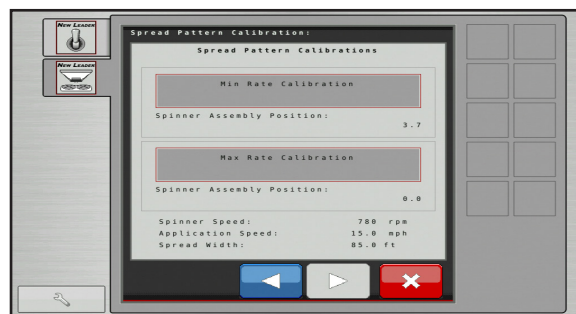 New Leader
New Leader
Spread Pattern Calibration:
Spread Pattern Calibrations
Min Rate Calibration
Spinner Assembly Position:
3.7
Max Rate Calibration
Spinner Assembly Position:
0.0
Spinner Speed: 780 rpm
Application Speed: 15.0 mph
Spread Width: 85.0 ft